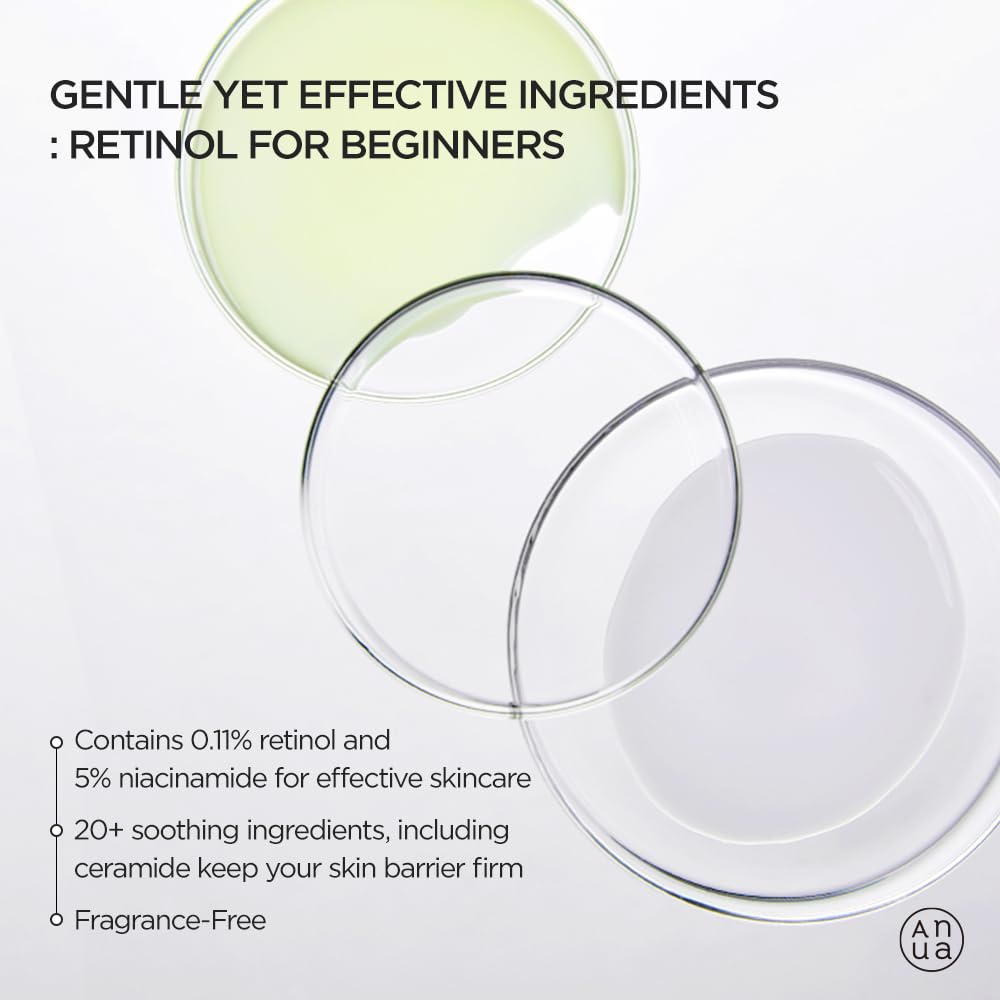 GENTLE YET EFFECTIVE INGREDIENTS
: RETINOL FOR BEGINNERS
Contains 0.11% retinol and
5% niacinamide for effective skincare
20+ soothing ingredients, including
ceramide keep your skin barrier firm
Fragrance-Free
An
ua